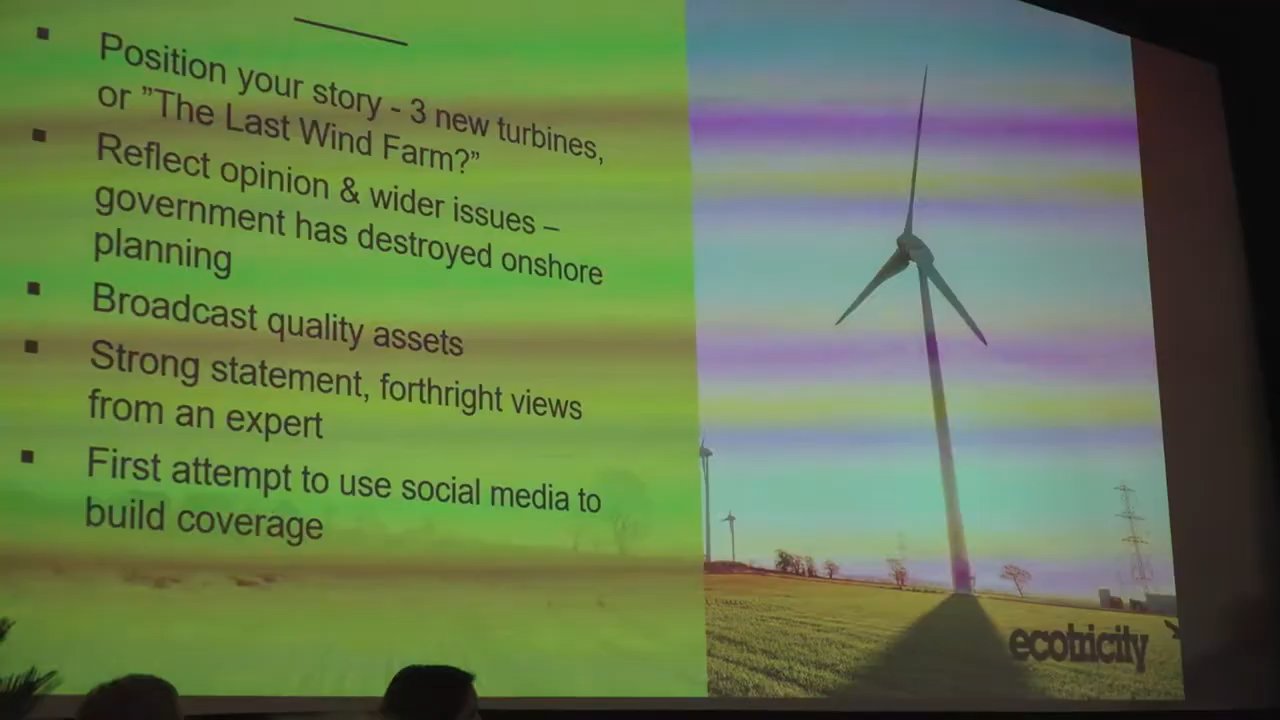 Position your story - 3 new turbines,
or ”The Last Wind Farm?”
Reflect opinion & wider issues –
government has destroyed onshore
planning
Broadcast quality assets
Strong statement, forthright views
from an expert
First attempt to use social media to
build coverage
ecotricity